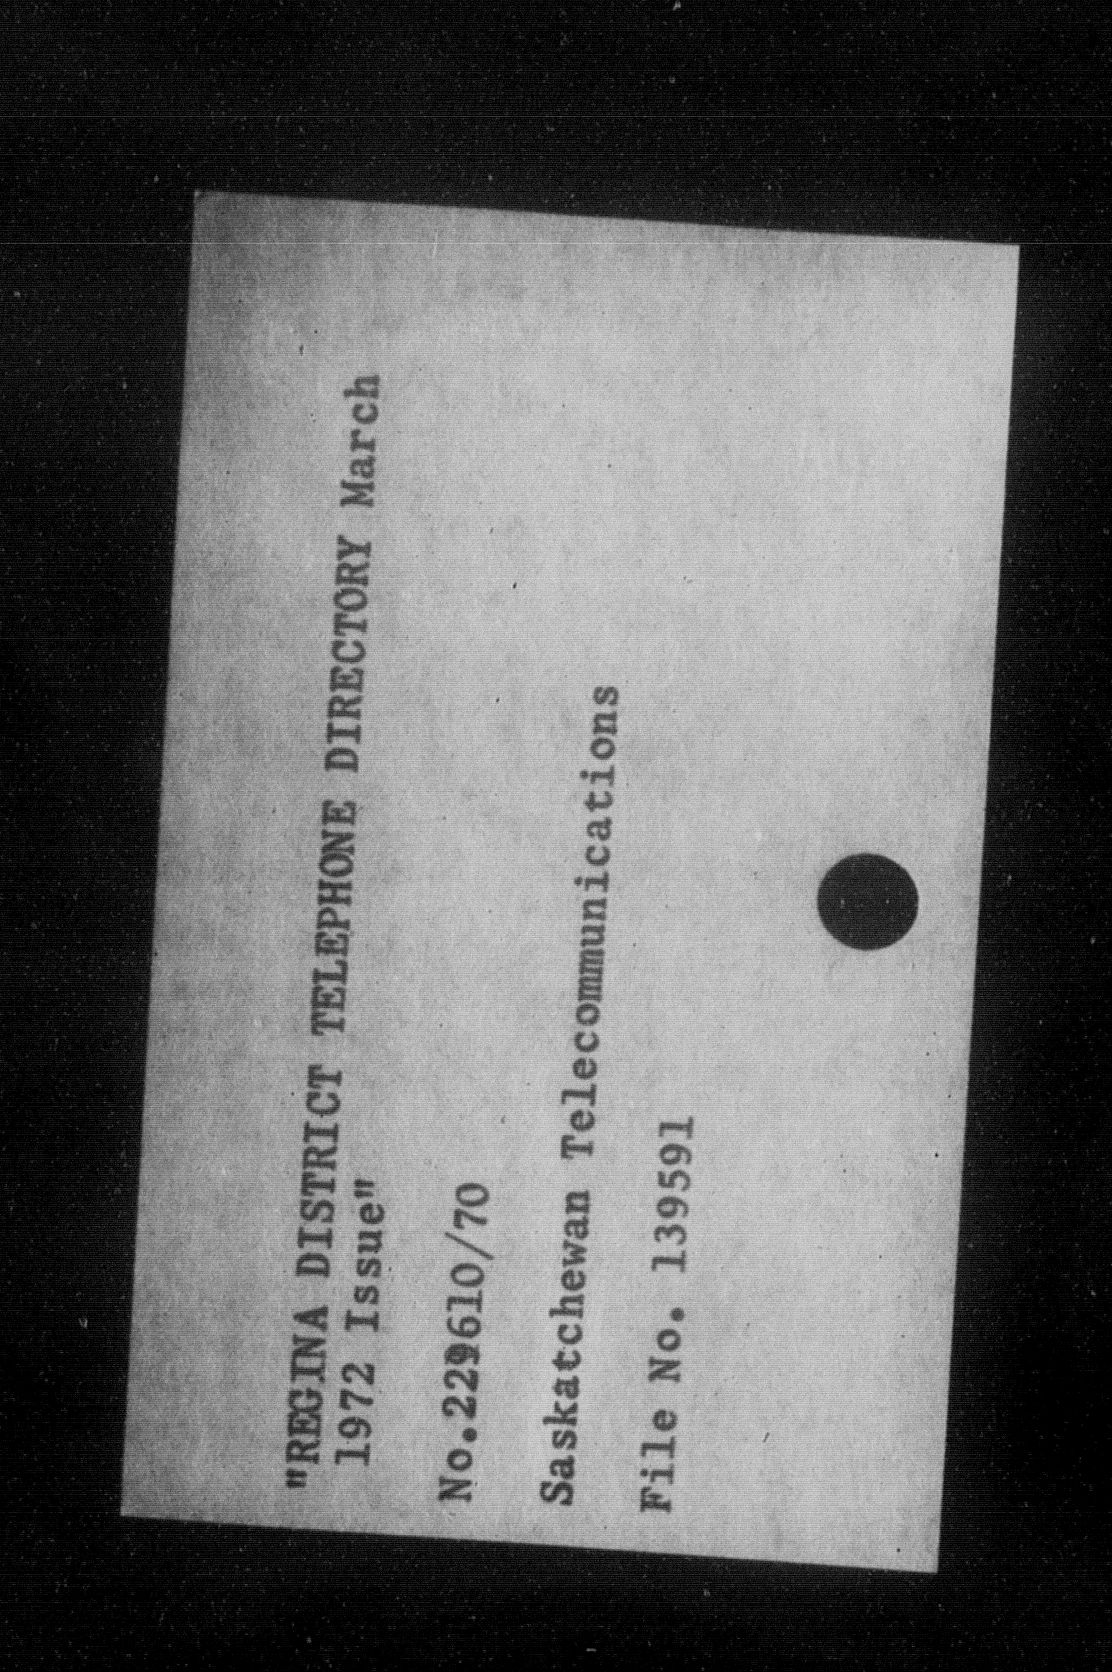 "REGINA DISTRICT TELEPHONE DIRECTORY March
1972 Issue"
No.229610/70
Saskatchewan Telecommunications
File No. 139591